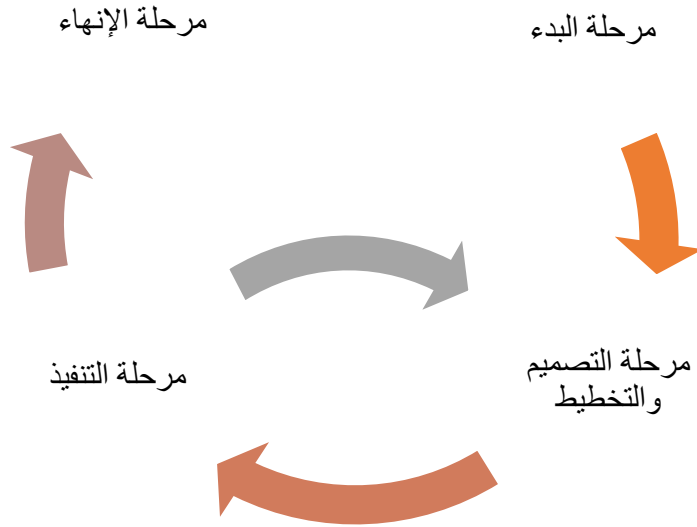 مرحلة البدء
مرحلة الإنهاء
مرحلة التصميم
والتخطيط
مرحلة التنفيذ